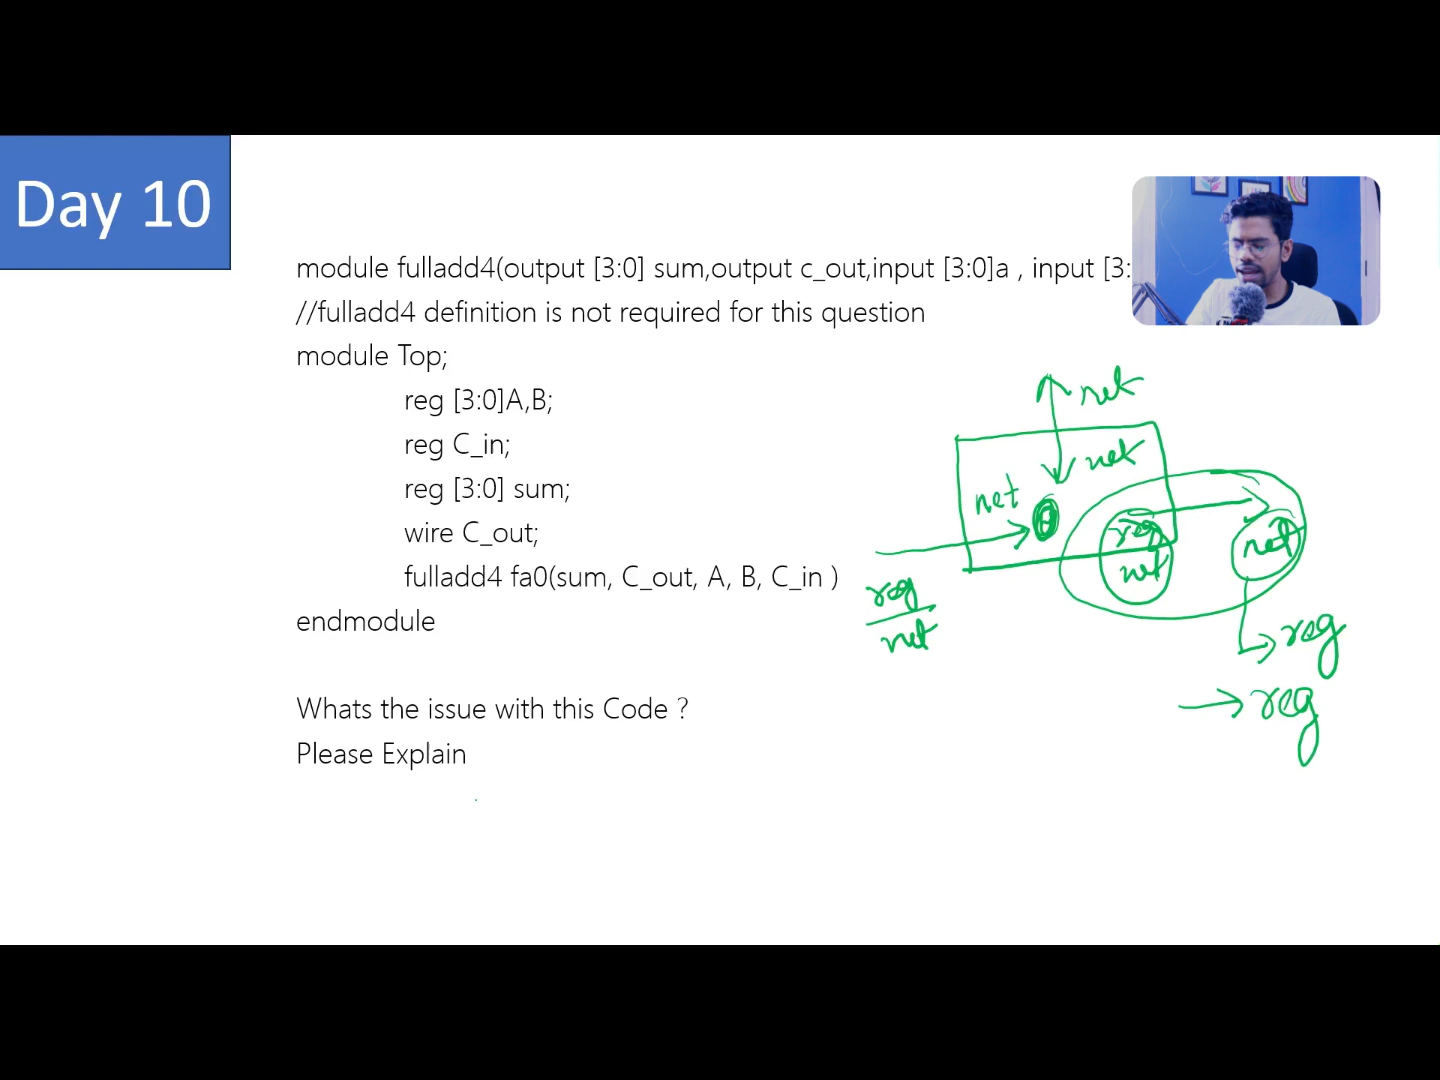 Day 10
module fulladd4(output [3:0] sum,output c_out,input [3:0]a , input [3:
//fulladd4 definition is not required for this question
module Top;
reg [3:0]A,B;
reg C_in;
reg [3:0] sum;
wire C_out;
fulladd4 fa0(sum, C_out, A, B, C_in )
endmodule
Whats the issue with this Code ?
Please Explain
net
net
net
reg
net
net
reg
net
reg
reg